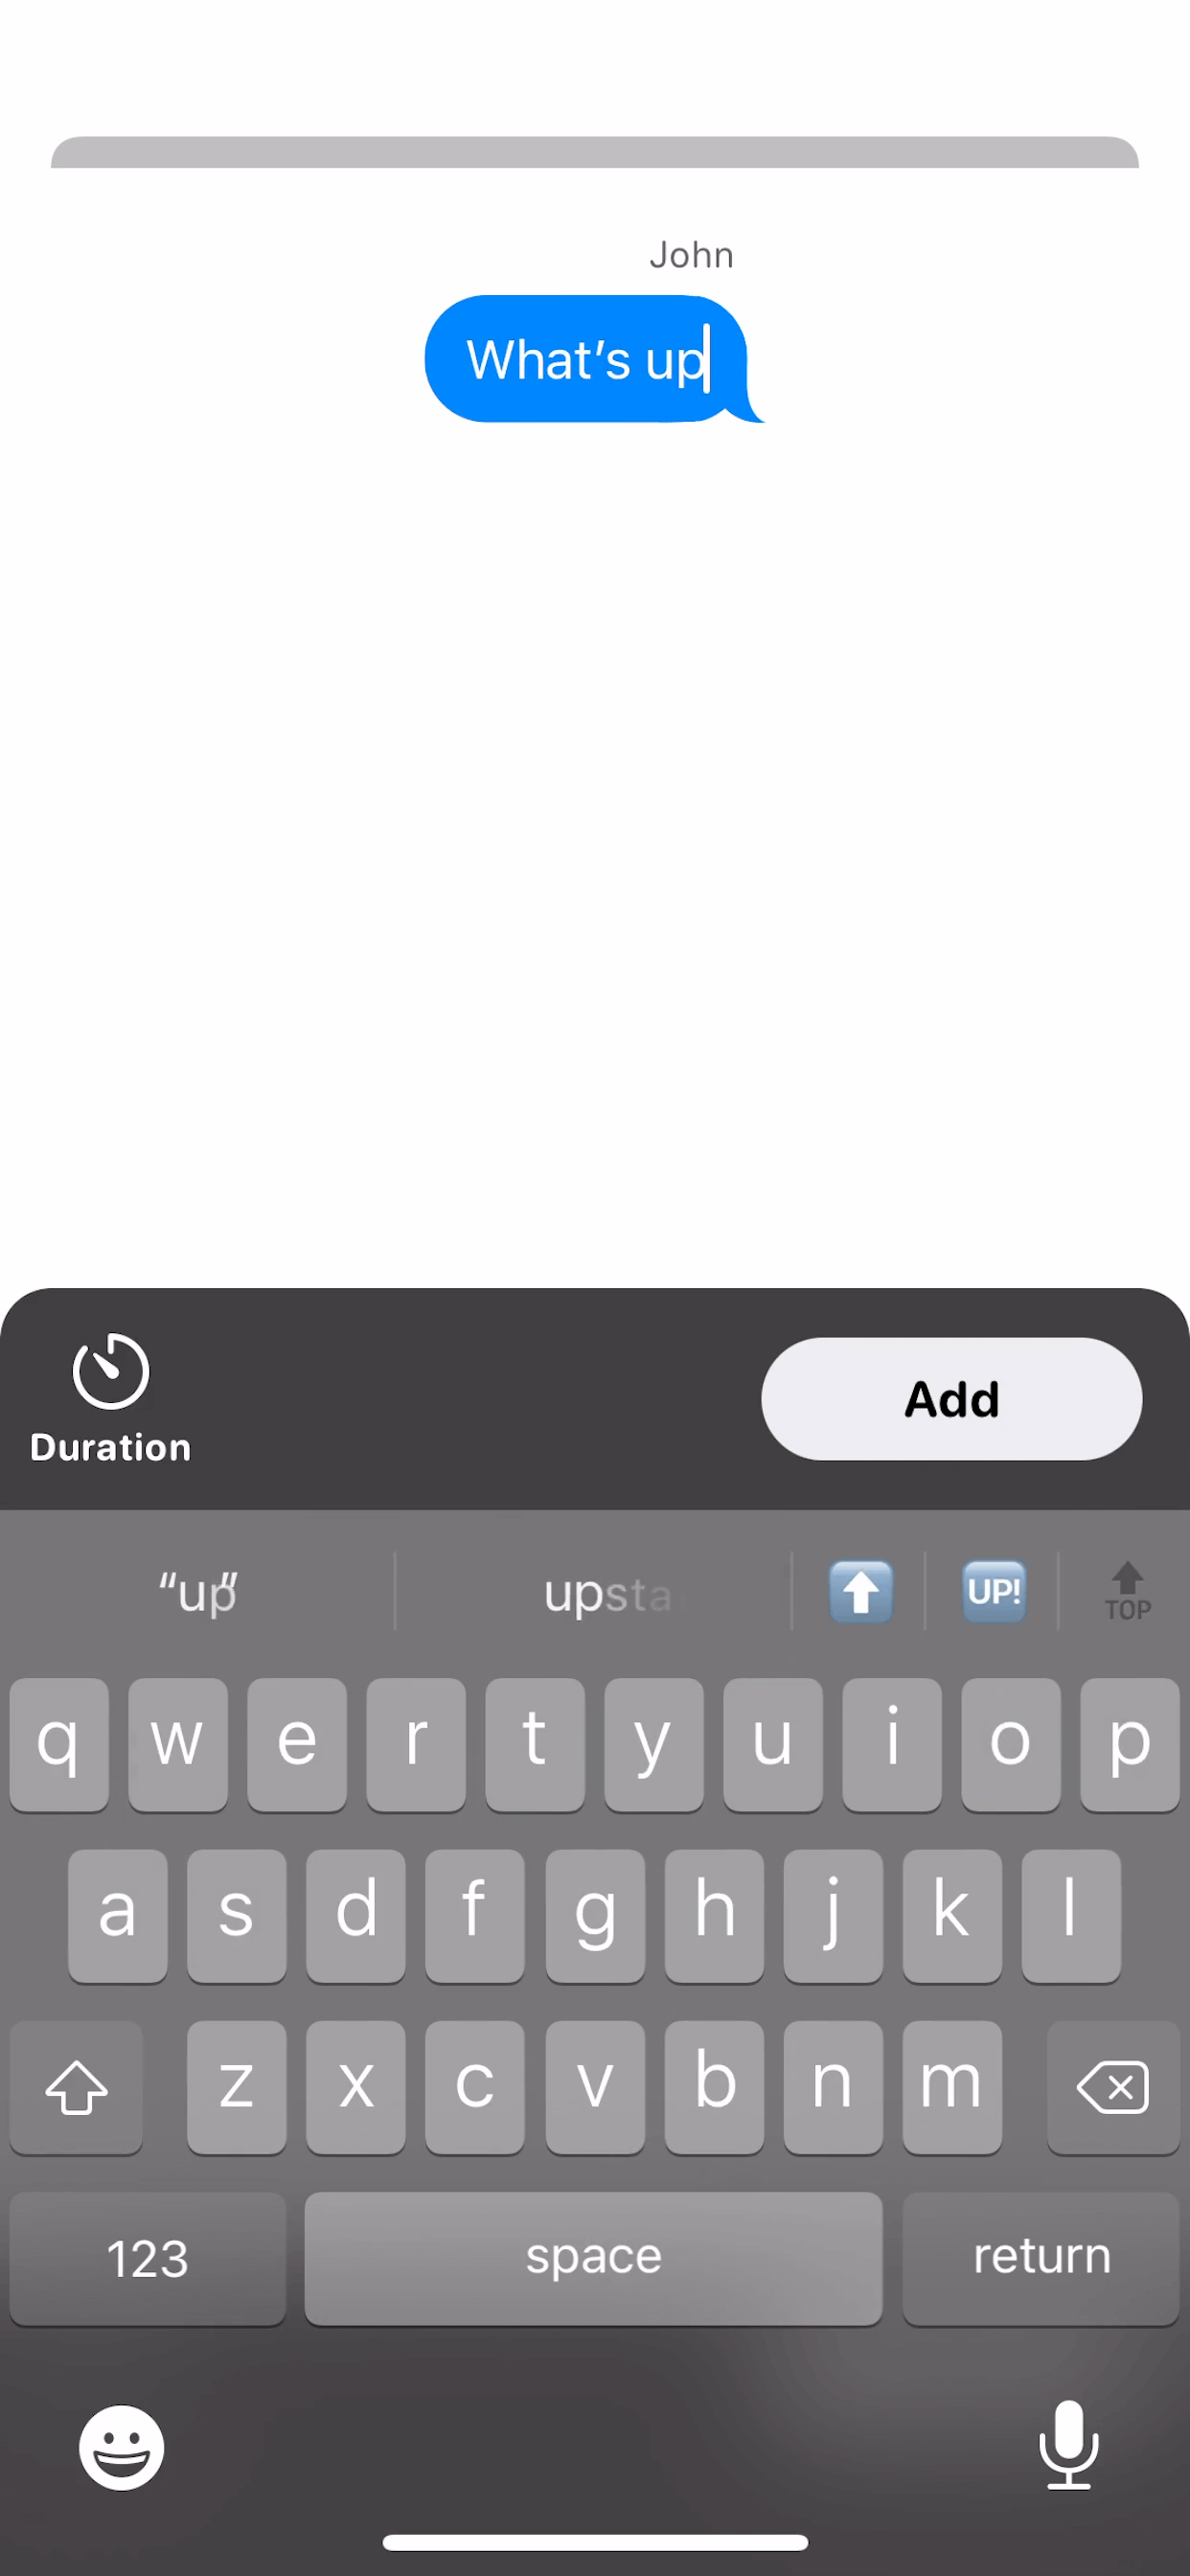 John
What’s up
Duration
Add
“up”
upsta
UP!
TOP
q w e r t y u i o p
a s d f g h j k l
z x c v b n m
123 space return